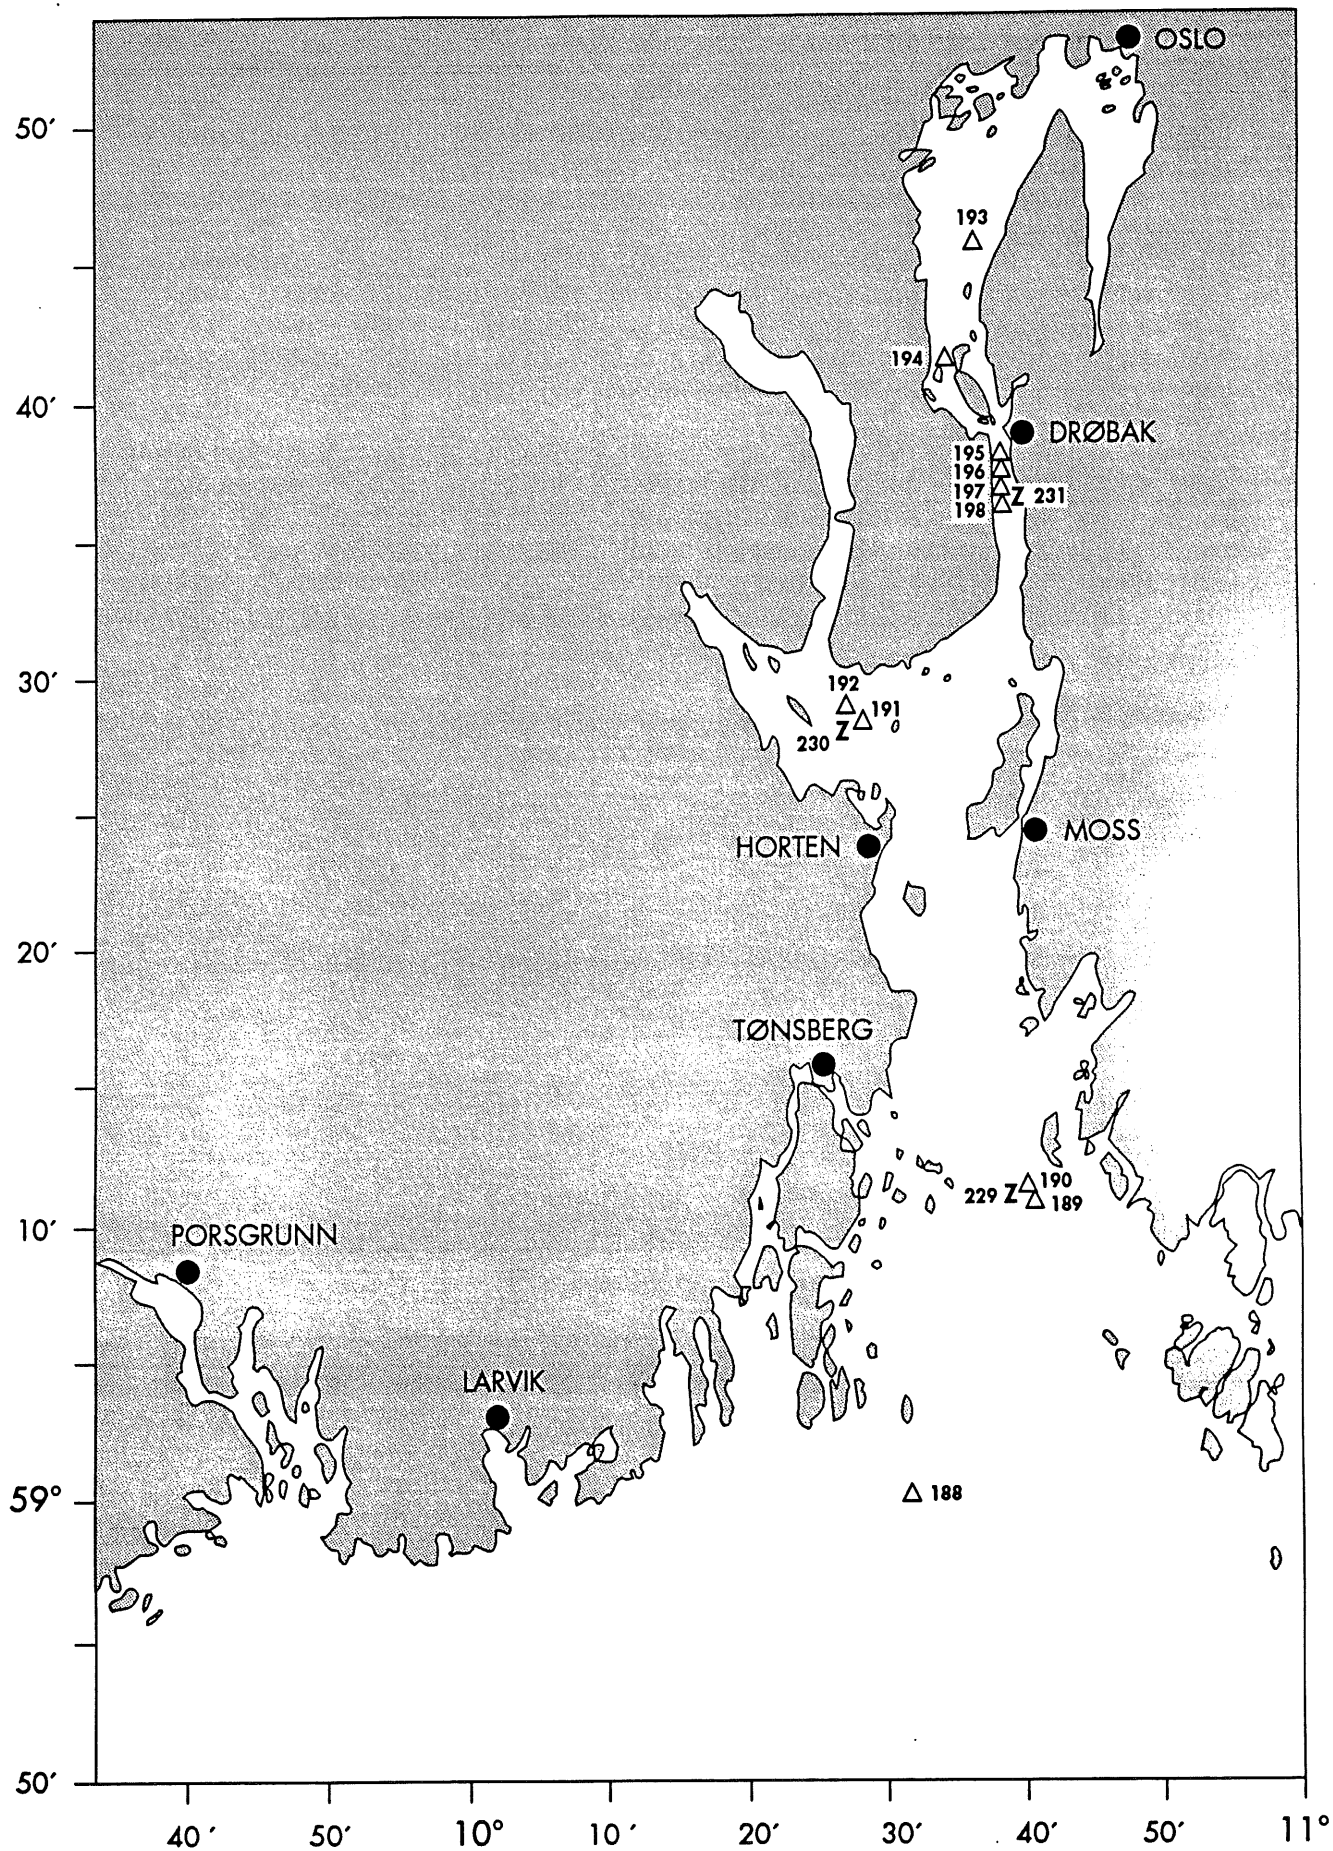 OSLO
50′
193
194
40′
DRØBAK
195
196
197
Z 231
198
30′
192
191
230 Z
HORTEN
MOSS
20′
TØNSBERG
190
229 Z
189
10′
PORSGRUNN
LARVIK
59°
188
50′
40′ 50′ 10° 10′ 20′ 30′ 40′ 50′ 11°